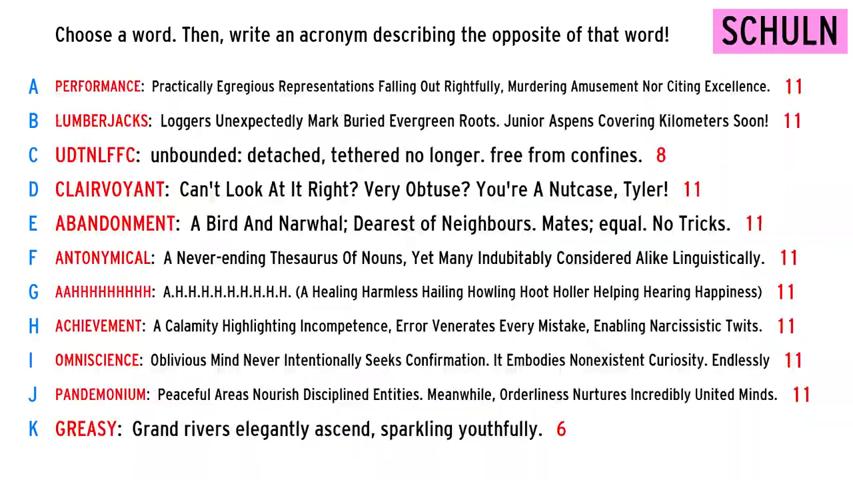 Choose a word. Then, write an acronym describing the opposite of that word!
SCHULN
A PERFORMANCE: Practically Egregious Representations Falling Out Rightfully, Murdering Amusement Nor Citing Excellence. 11
B LUMBERJACKS: Loggers Unexpectedly Mark Buried Evergreen Roots. Junior Aspens Covering Kilometers Soon! 11
C UDTNLFFC: unbounded: detached, tethered no longer. free from confines. 8
D CLAIRVOYANT: Can't Look At It Right? Very Obtuse? You're A Nutcase, Tyler! 11
E ABANDONMENT: A Bird And Narwhal; Dearest of Neighbours. Mates; equal. No Tricks. 11
F ANTONYMICAL: A Never-ending Thesaurus Of Nouns, Yet Many Indubitably Considered Alike Linguistically. 11
G AAHHHHHHHHH: A.H.H.H.H.H.H.H.H.H. (A Healing Harmless Hailing Howling Hoot Holler Helping Hearing Happiness) 11
H ACHIEVEMENT: A Calamity Highlighting Incompetence, Error Venerates Every Mistake, Enabling Narcissistic Twits. 11
I OMNISCIENCE: Oblivious Mind Never Intentionally Seeks Confirmation. It Embodies Nonexistent Curiosity. Endlessly 11
J PANDEMONIUM: Peaceful Areas Nourish Disciplined Entities. Meanwhile, Orderliness Nurtures Incredibly United Minds. 11
K GREASY: Grand rivers elegantly ascend, sparkling youthfully. 6